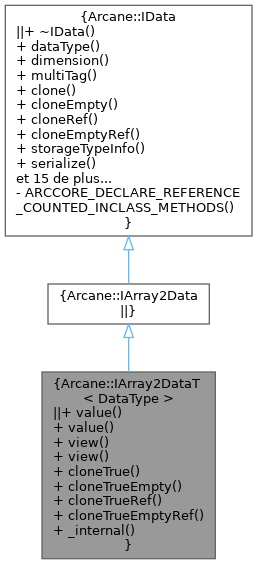 {Arcane::IData
||+ ~IData()
+ dataType()
+ dimension()
+ multiTag()
+ clone()
+ cloneEmpty()
+ cloneRef()
+ cloneEmptyRef()
+ storageTypeInfo()
+ serialize()
et 15 de plus...
- ARCCORE_DECLARE_REFERENCE
_COUNTED_INCLASS_METHODS()
}
{Arcane::IArray2Data
||}
{Arcane::IArray2DataT
< DataType >
||+ value()
+ value()
+ view()
+ view()
+ cloneTrue()
+ cloneTrueEmpty()
+ cloneTrueRef()
+ cloneTrueEmptyRef()
+ _internal()
}